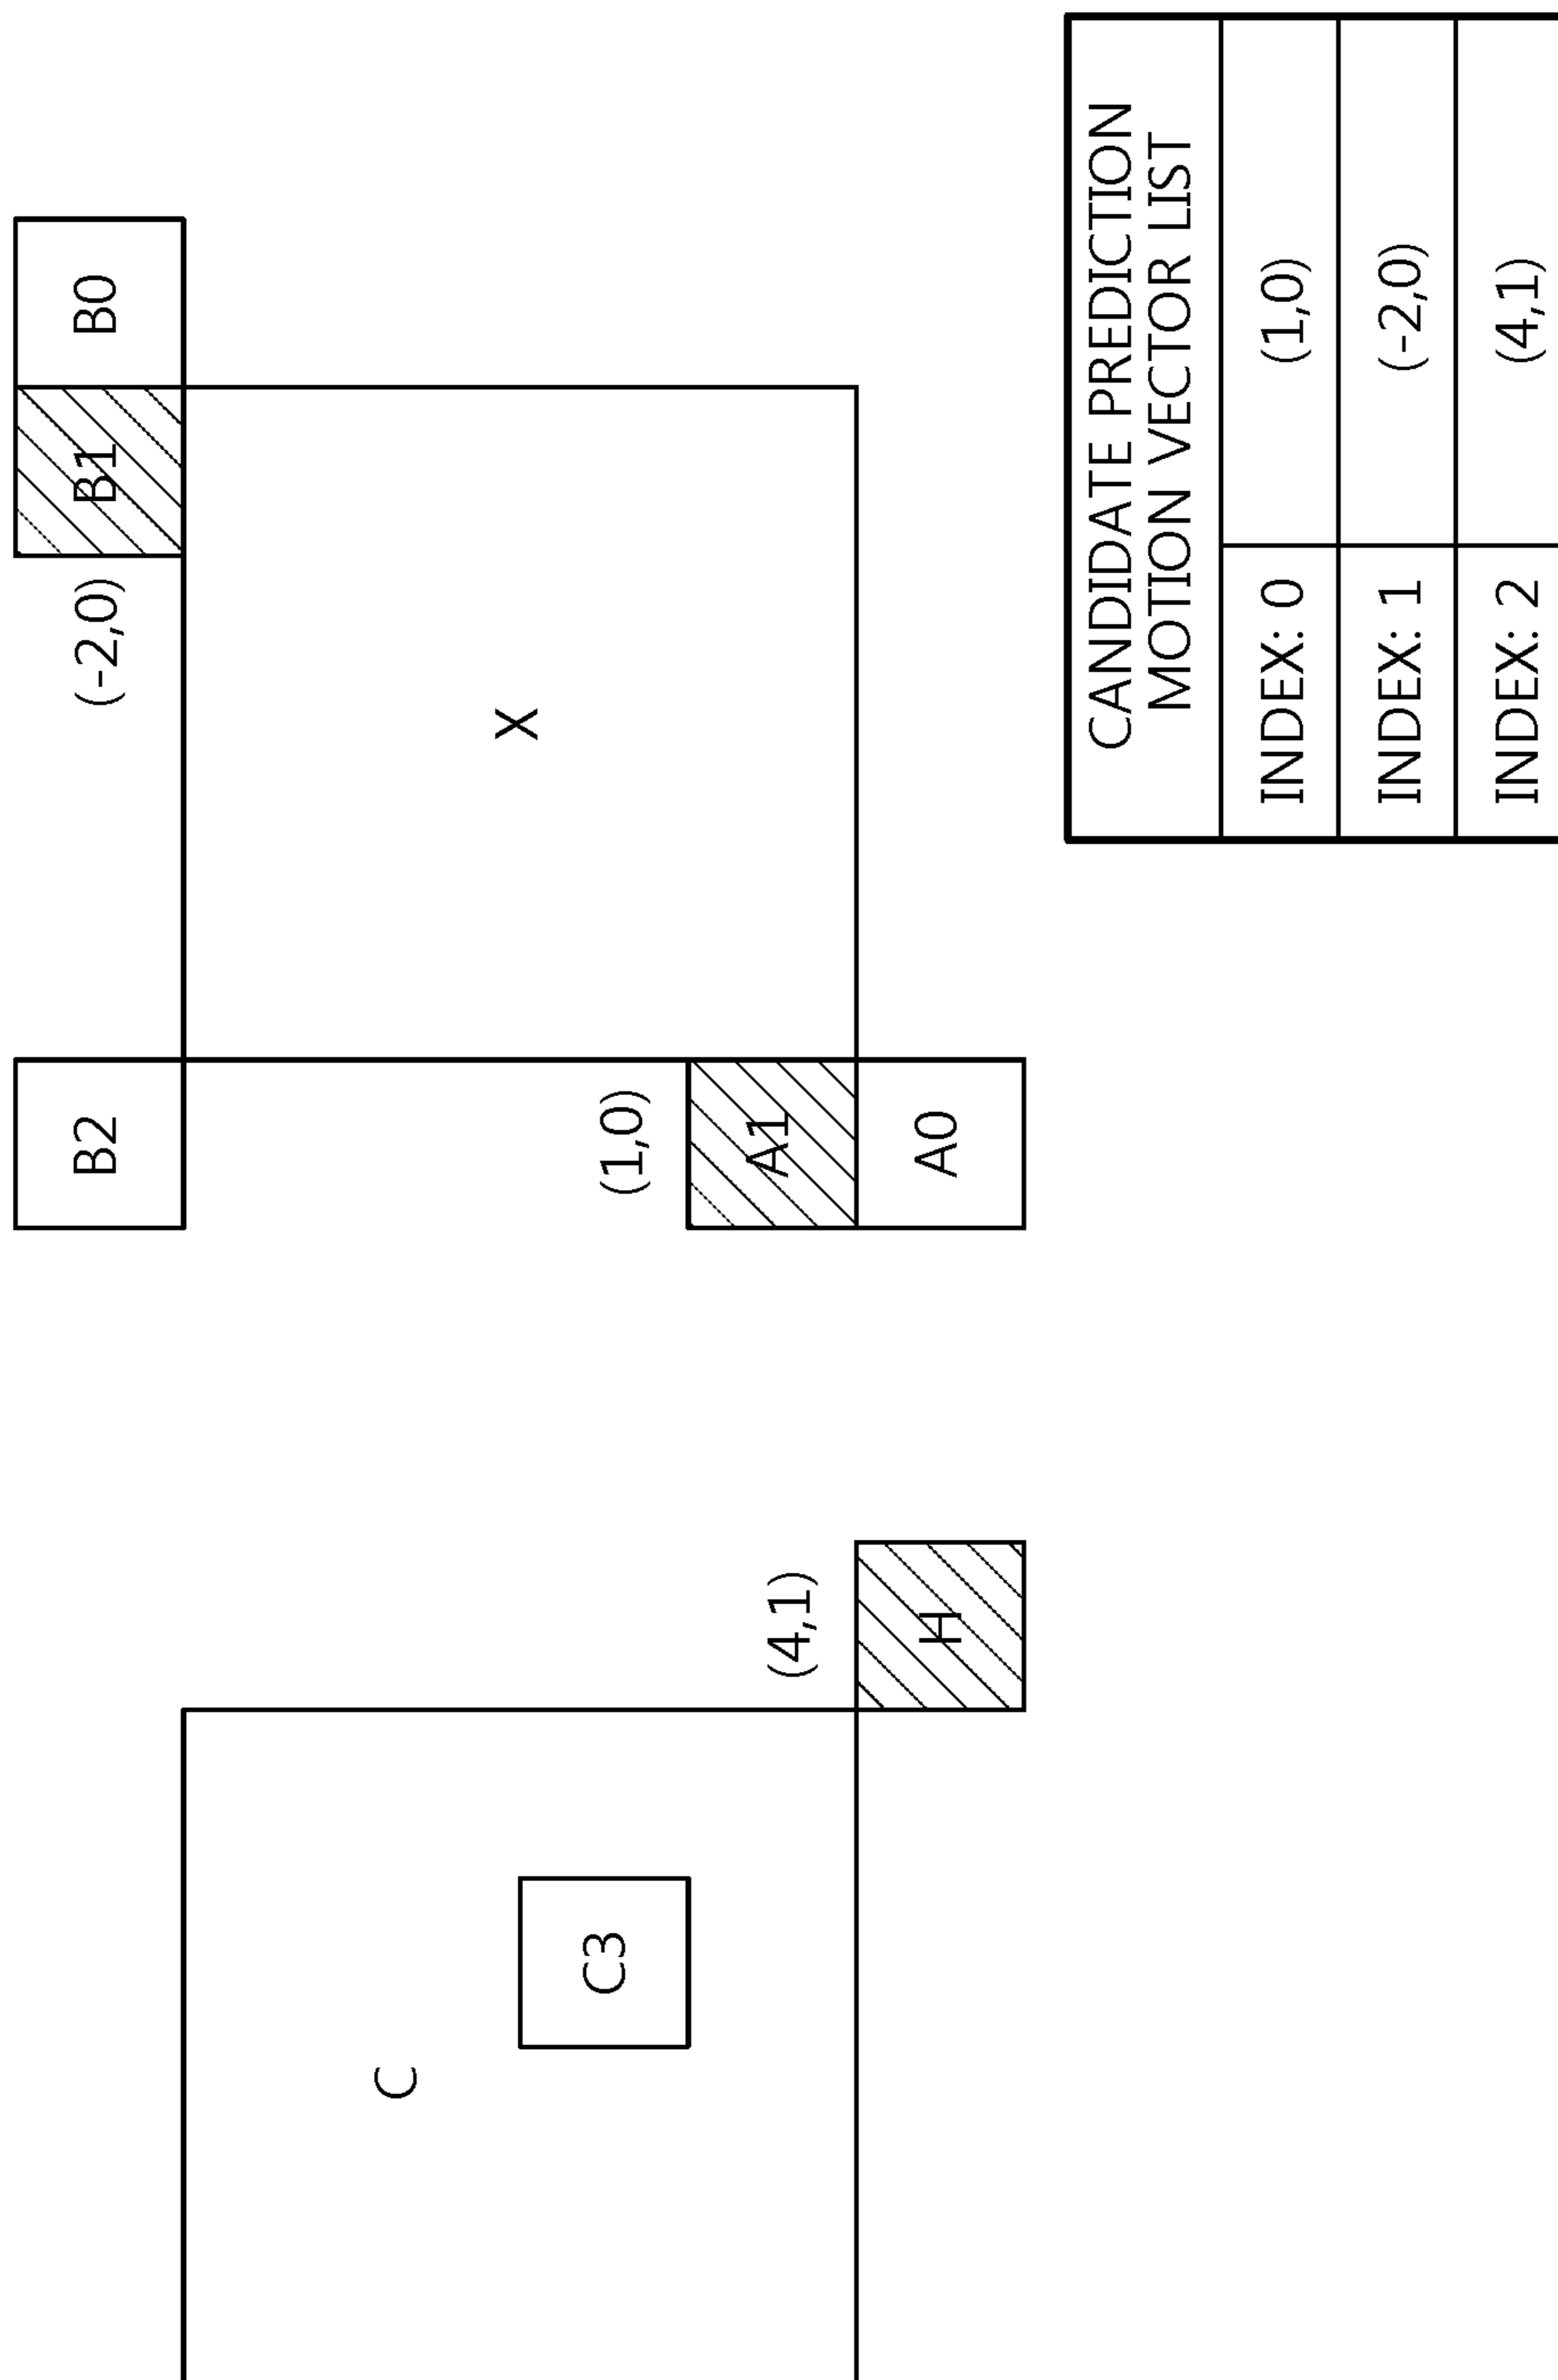 B2
(-2,0)
B1
B0
C
X
C3
(1,0)
(4,1)
A1
H
A0
CANDIDATE PREDICTION
MOTION VECTOR LIST
INDEX: 0 (1,0)
INDEX: 1 (-2,0)
INDEX: 2 (4,1)